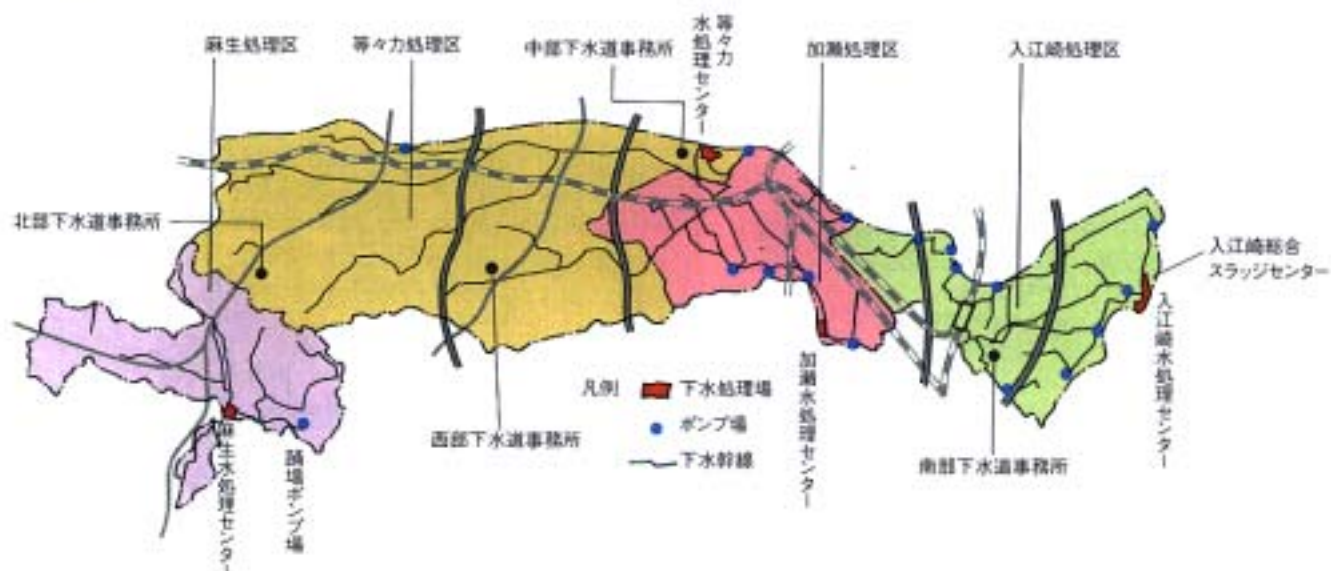 麻生処理区
等々力処理区
中部下水道事務所
等々力
水処理センター
加瀬処理区
入江崎処理区
北部下水道事務所
入江崎総合
スラッジセンター
入江崎水処理センター
凡例
下水処理場
ポンプ場
下水幹線
加瀬水処理センター
西部下水道事務所
南部下水道事務所
麻生水処理センター
踊場ポンプ場